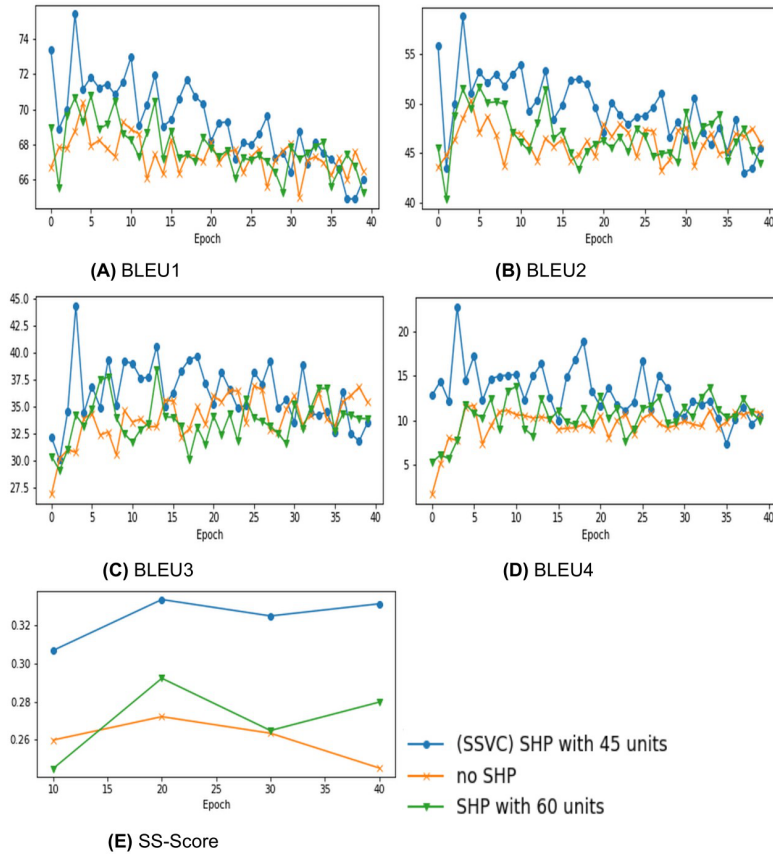 74
72
70
68
66
0 5 10 15 20 25 30 35 40
Epoch
(A) BLEU1
55
50
45
40
0 5 10 15 20 25 30 35 40
Epoch
(B) BLEU2
45.0
42.5
40.0
37.5
35.0
32.5
30.0
27.5
0 5 10 15 20 25 30 35 40
Epoch
(C) BLEU3
20
15
10
5
0 5 10 15 20 25 30 35 40
Epoch
(D) BLEU4
0.32
0.30
0.28
0.26
10 15 20 25 30 35 40
Epoch
(E) SS-Score
(SSVC) SHP with 45 units
no SHP
SHP with 60 units